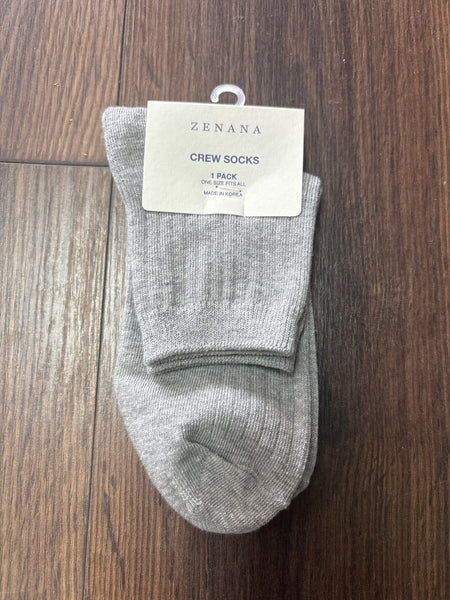 ZENANA
CREW SOCKS
1 PACK
ONE SIZE FITS ALL
MADE IN KOREA